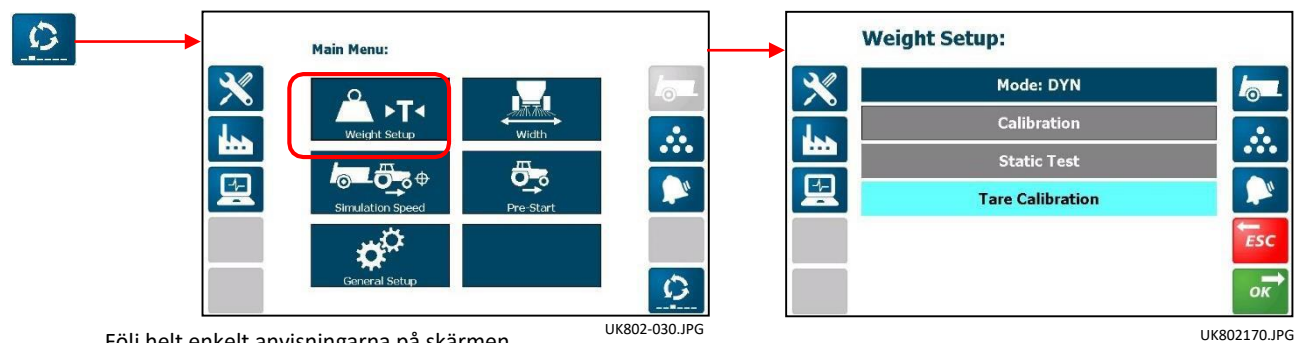 Main Menu:
Weight Setup
Width
Simulation Speed
Pre-Start
General Setup
Weight Setup:
Mode: DYN
Calibration
Static Test
Tare Calibration
ESC
OK
UK802-030.JPG
UK802170.JPG
Följ helt enkelt anvisningarna på skärmen